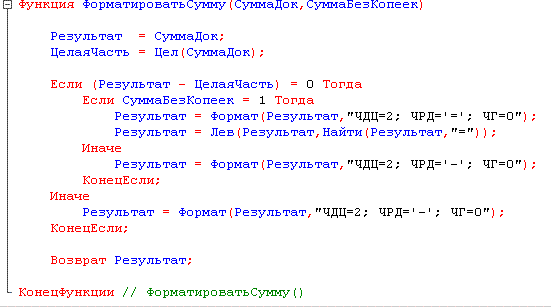 Функция ФорматироватьСумму(СуммаДок,СуммаБезКопеек)
Результат = СуммаДок;
ЦелаяЧасть = Цел(СуммаДок);
Если (Результат - ЦелаяЧасть) = 0 Тогда
Если СуммаБезКопеек = 1 Тогда
Результат = Формат(Результат,"ЧДЦ=2; ЧРД='='; ЧГ=0");
Результат = Лев(Результат,Найти(Результат,"="));
Иначе
Результат = Формат(Результат,"ЧДЦ=2; ЧРД='-'; ЧГ=0");
КонецЕсли;
Иначе
Результат = Формат(Результат,"ЧДЦ=2; ЧРД='-'; ЧГ=0");
КонецЕсли;
Возврат Результат;
КонецФункции // ФорматироватьСумму()